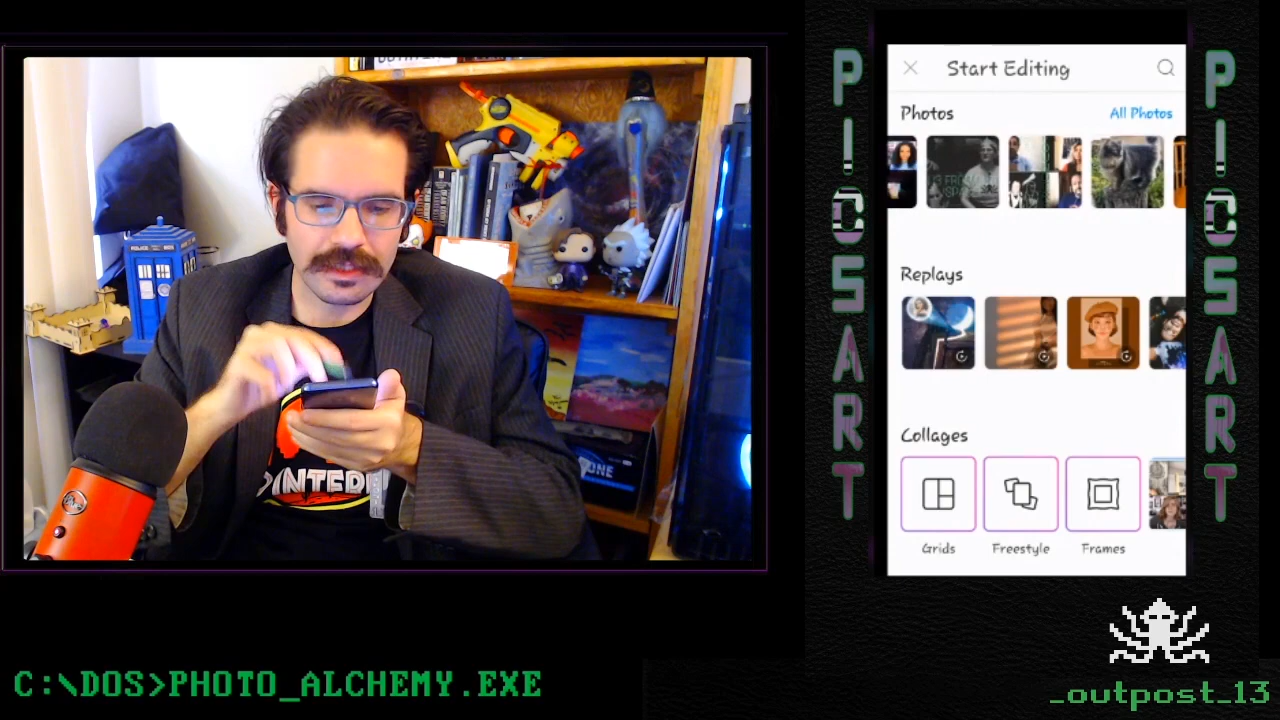 PICSART
Start Editing
Photos
All Photos
Replays
Collages
Grids
Freestyle
Frames
PICSART
C:\DOS>PHOTO_ALCHEMY.EXE
_outpost_13